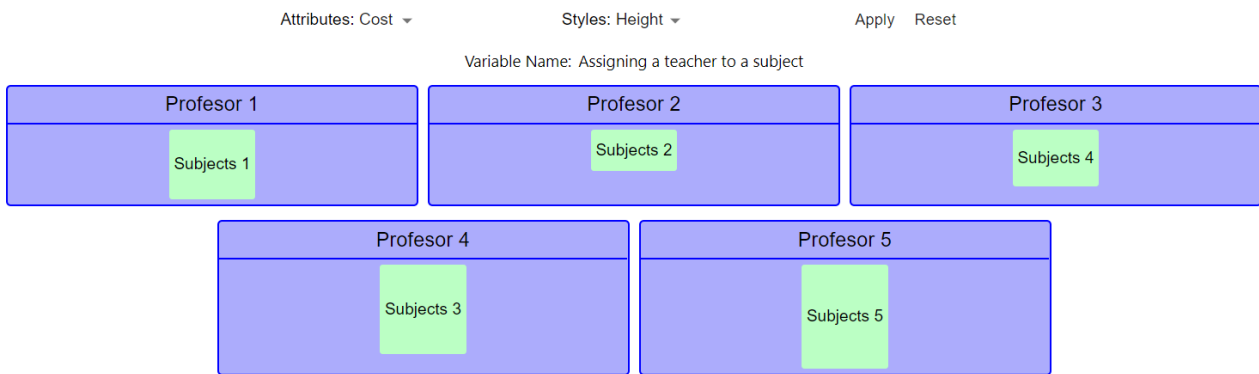 Attributes: Cost Styles: Height Apply Reset
Variable Name: Assigning a teacher to a subject
Profesor 1 Profesor 2 Profesor 3
Subjects 1 Subjects 2 Subjects 4
Profesor 4 Profesor 5
Subjects 3 Subjects 5